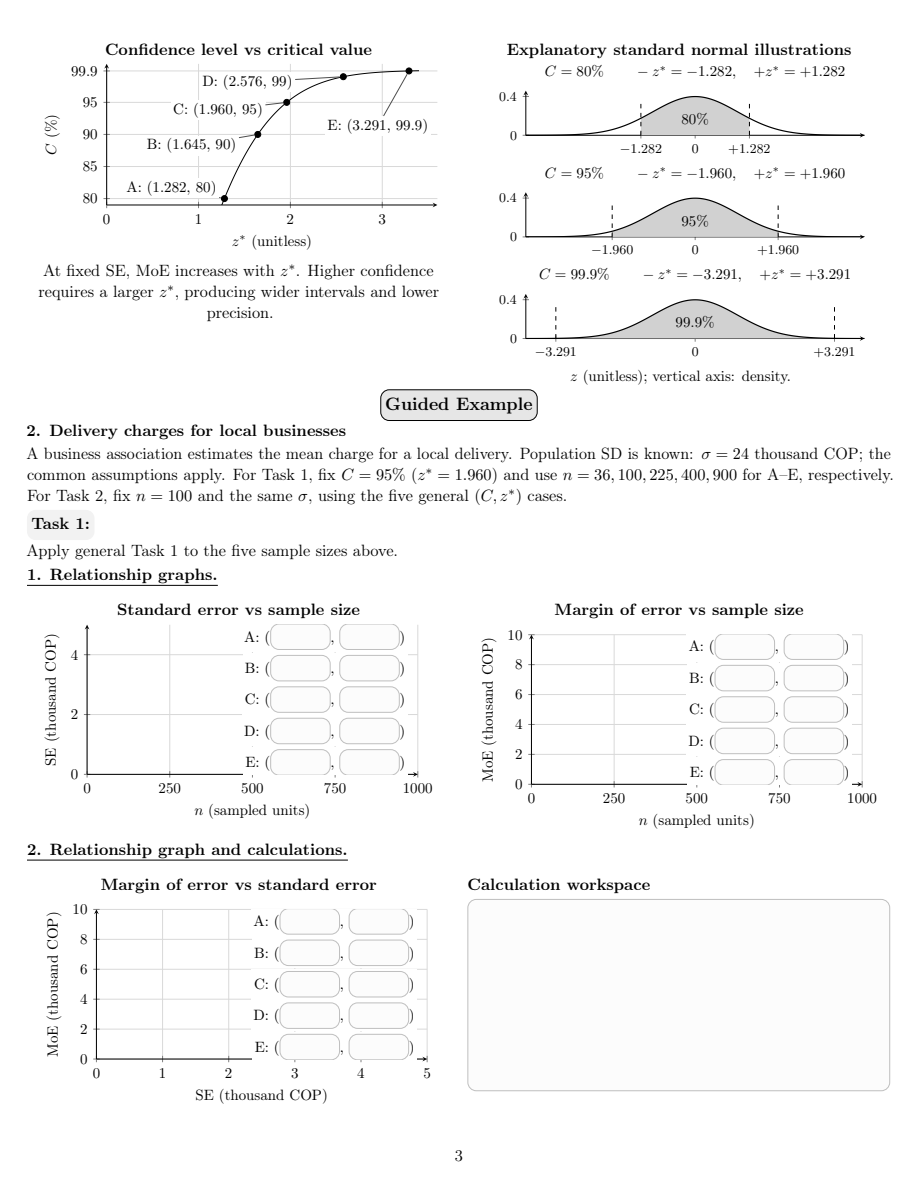 Confidence level vs critical value
99.9
95
90
85
80
C (%)
D: (2.576, 99)
C: (1.960, 95)
B: (1.645, 90)
E: (3.291, 99.9)
A: (1.282, 80)
0 1 2 3
z* (unitless)
At fixed SE, MoE increases with z*. Higher confidence
requires a larger z*, producing wider intervals and lower
precision.
Explanatory standard normal illustrations
C = 80% − z* = −1.282, +z* = +1.282
0.4
0
80%
−1.282 0 +1.282
C = 95% − z* = −1.960, +z* = +1.960
0.4
0
95%
−1.960 0 +1.960
C = 99.9% − z* = −3.291, +z* = +3.291
0.4
0
99.9%
−3.291 0 +3.291
z (unitless); vertical axis: density.
Guided Example
2. Delivery charges for local businesses
A business association estimates the mean charge for a local delivery. Population SD is known: σ = 24 thousand COP; the
common assumptions apply. For Task 1, fix C = 95% (z* = 1.960) and use n = 36, 100, 225, 400, 900 for A–E, respectively.
For Task 2, fix n = 100 and the same σ, using the five general (C, z*) cases.
Task 1:
Apply general Task 1 to the five sample sizes above.
1. Relationship graphs.
Standard error vs sample size
SE (thousand COP)
4
2
0
A: ( , )
B: ( , )
C: ( , )
D: ( , )
E: ( , )
0 250 500 750 1000
n (sampled units)
Margin of error vs sample size
MoE (thousand COP)
10
8
6
4
2
0
A: ( , )
B: ( , )
C: ( , )
D: ( , )
E: ( , )
0 250 500 750 1000
n (sampled units)
2. Relationship graph and calculations.
Margin of error vs standard error
MoE (thousand COP)
10
8
6
4
2
0
A: ( , )
B: ( , )
C: ( , )
D: ( , )
E: ( , )
0 1 2 3 4 5
SE (thousand COP)
Calculation workspace
3